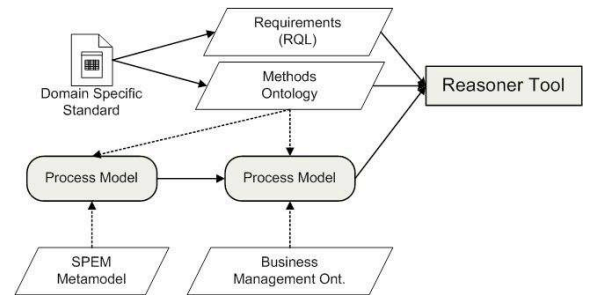 Requirements
(RQL)
Domain Specific
Standard
Methods
Ontology
Reasoner Tool
Process Model
Process Model
SPEM
Metamodel
Business
Management Ont.